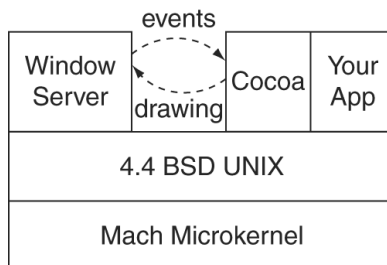 events
Window
Server
drawing
Cocoa
Your
App
4.4 BSD UNIX
Mach Microkernel